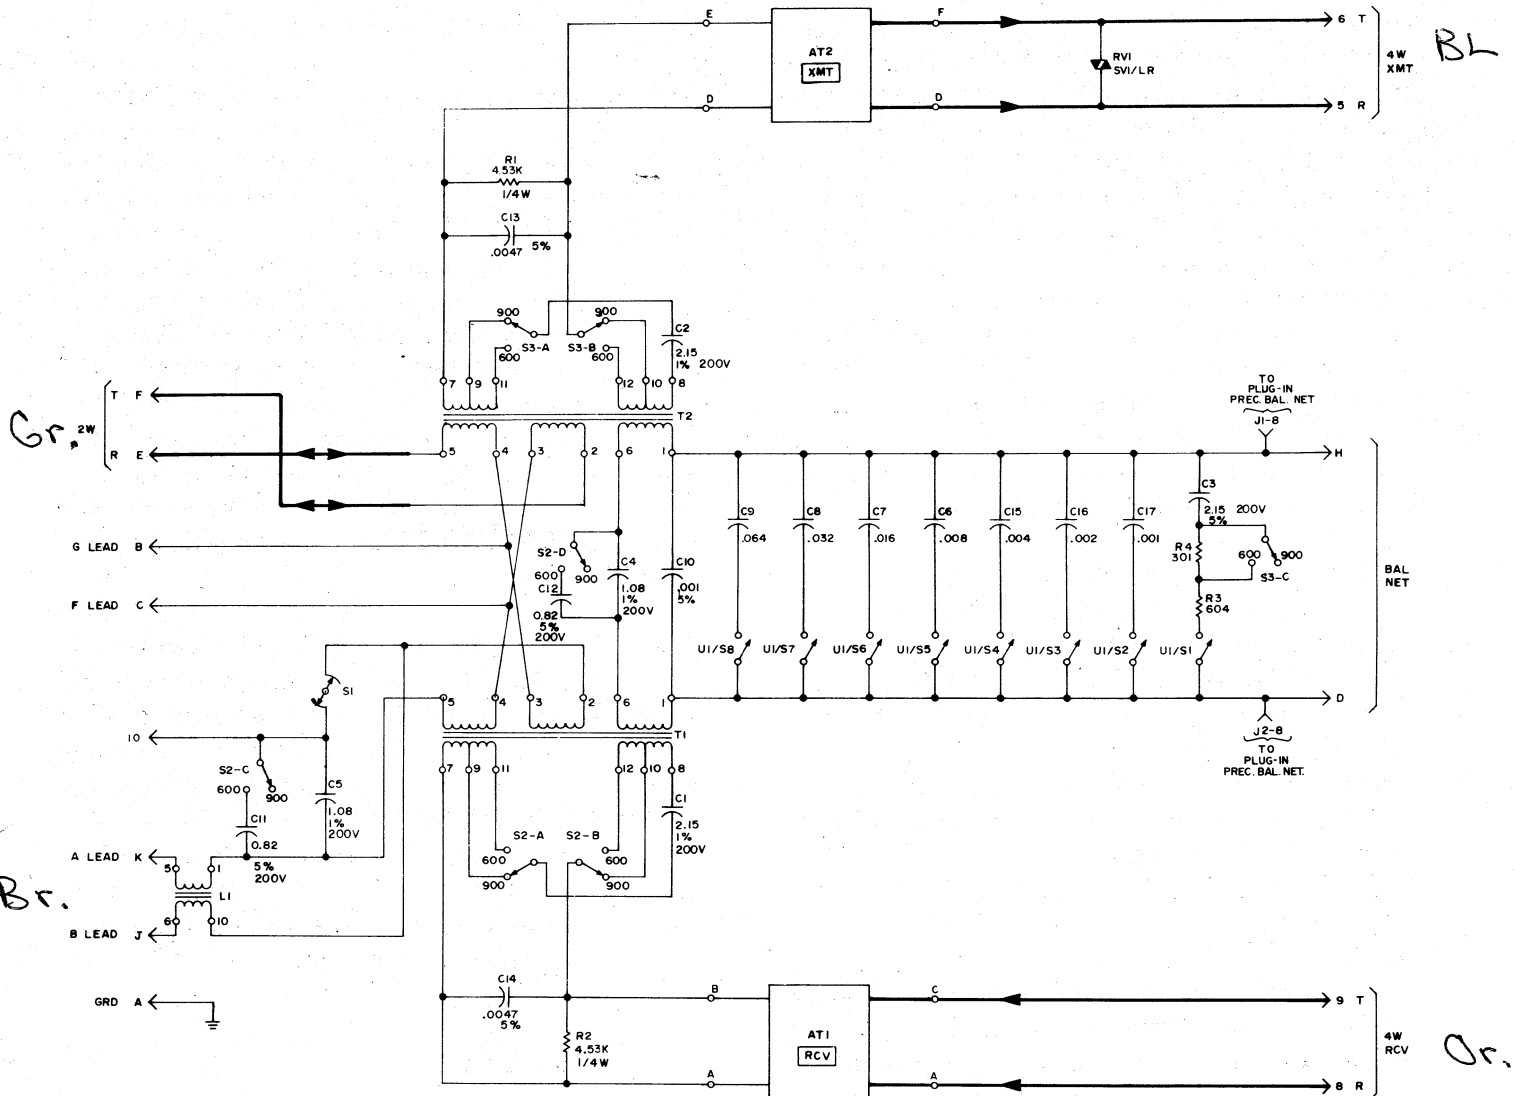 E
F
6 T
AT2
XMT
RV1
SVI/LR
4W
XMT
BL
D
D
5 R
R1
4.53K
1/4W
C13
.0047 5%
900
900
S3-A S3-B
600
600
C2
2.15
1% 200V
7 9 11 12 10 8
T2
T F
Gr. 2W
R E
5 4 3 2 6 1
TO
PLUG-IN
PREC. BAL. NET
J1-8
H
G LEAD B
F LEAD C
S2-D
600
900
C12
0.82
5%
200V
C4
1.08
1%
200V
C10
.001
5%
C9
.064
C8
.032
C7
.016
C6
.008
C15
.004
C16
.002
C17
.001
C3
2.15 200V
5%
R4
301
600
900
S3-C
R3
604
BAL
NET
U1/S8 U1/S7 U1/S6 U1/S5 U1/S4 U1/S3 U1/S2 U1/S1
S1
5 4 3 2 6 1
D
T1
J2-8
TO
PLUG-IN
PREC. BAL. NET.
10
S2-C
600
900
C5
1.08
1%
200V
C11
0.82
5%
200V
7 9 11 12 10 8
C1
2.15
1%
200V
S2-A S2-B
600
600
900
900
A LEAD K
5 1
L1
Br.
6 10
B LEAD J
GRD A
C14
.0047
5%
R2
4.53K
1/4W
B
C
9 T
AT1
RCV
4W
RCV
Or.
A
A
8 R